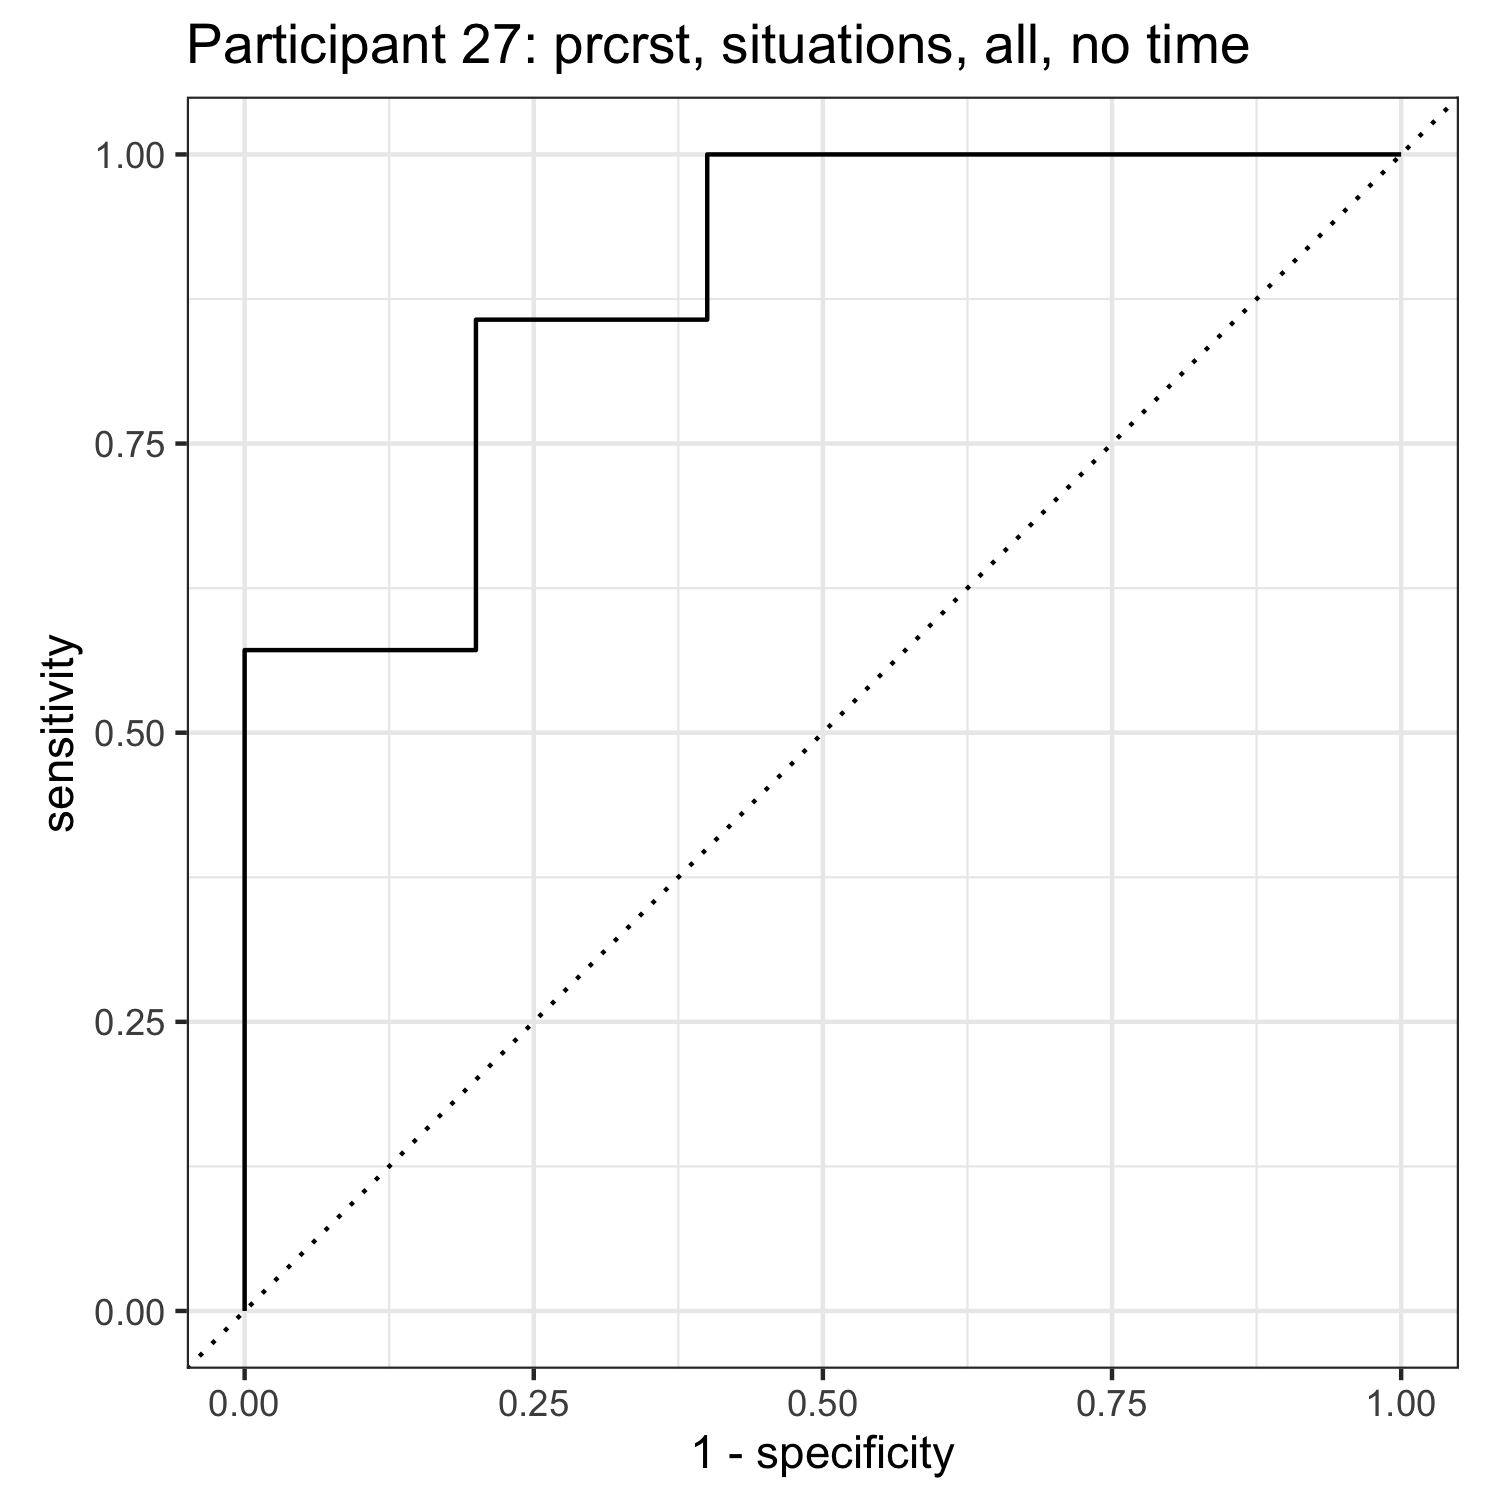 Participant 27: prcrst, situations, all, no time
1.00
0.75
0.50
0.25
0.00
sensitivity
0.00 0.25 0.50 0.75 1.00
1 - specificity